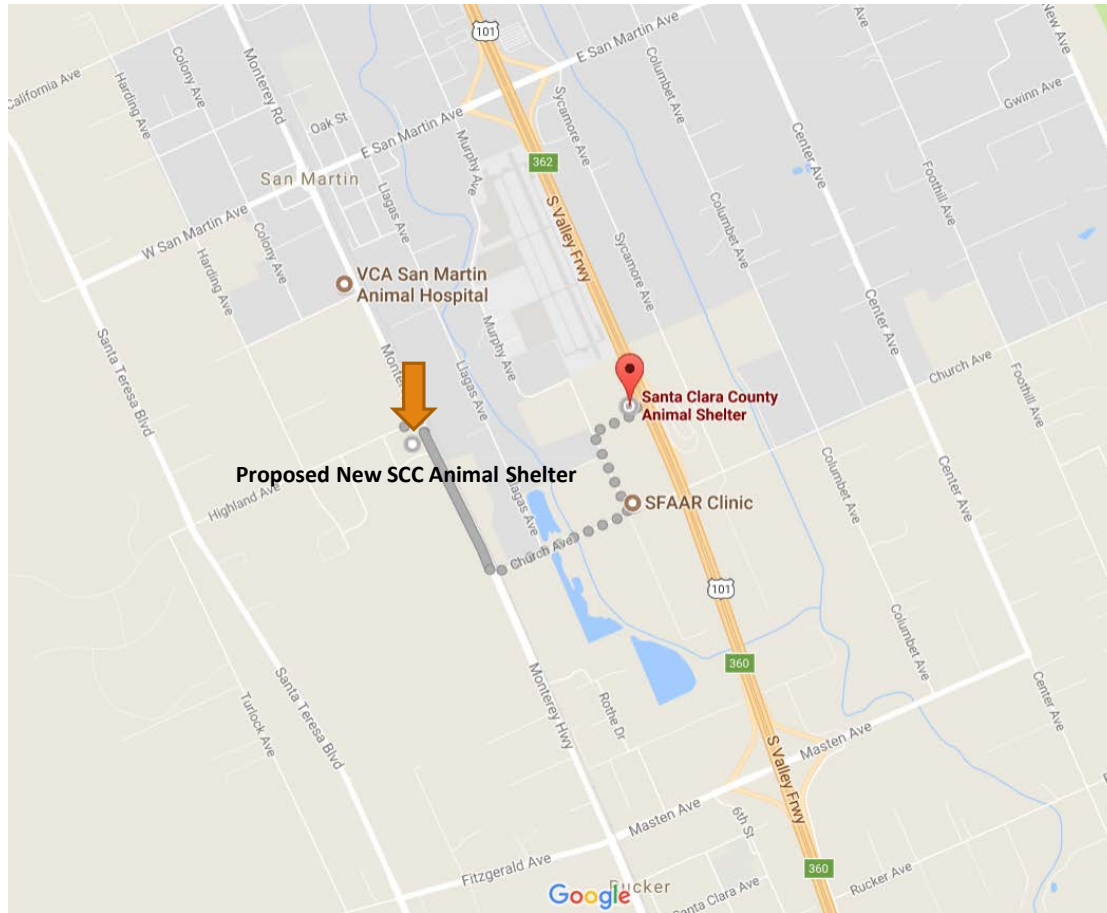 101
E San Martin Ave
New Ave
California Ave
Colony Ave
Harding Ave
Monterey Rd
Oak St
E San Martin Ave
Sycamore Ave
Columbet Ave
Gwinn Ave
Center Ave
Murphy Ave
362
San Martin
Llagas Ave
Foothill Ave
S Valley Frwy
W San Martin Ave
Colony Ave
Harding Ave
VCA San Martin
Animal Hospital
Sycamore Ave
Columbet Ave
Center Ave
Murphy Ave
Santa Teresa Blvd
Llagas Ave
Church Ave
Foothill Ave
Santa Clara County
Animal Shelter
Proposed New SCC Animal Shelter
Highland Ave
Llagas Ave
SFAAR Clinic
Church Ave
101
Columbet Ave
360
Center Ave
Santa Teresa Blvd
Turlock Ave
Monterey Hwy
Rothe Dr
Masten Ave
S Valley Frwy
Masten Ave
6th St
Fitzgerald Ave
360
Rucker Ave
Google
Rucker
Santa Clara Ave